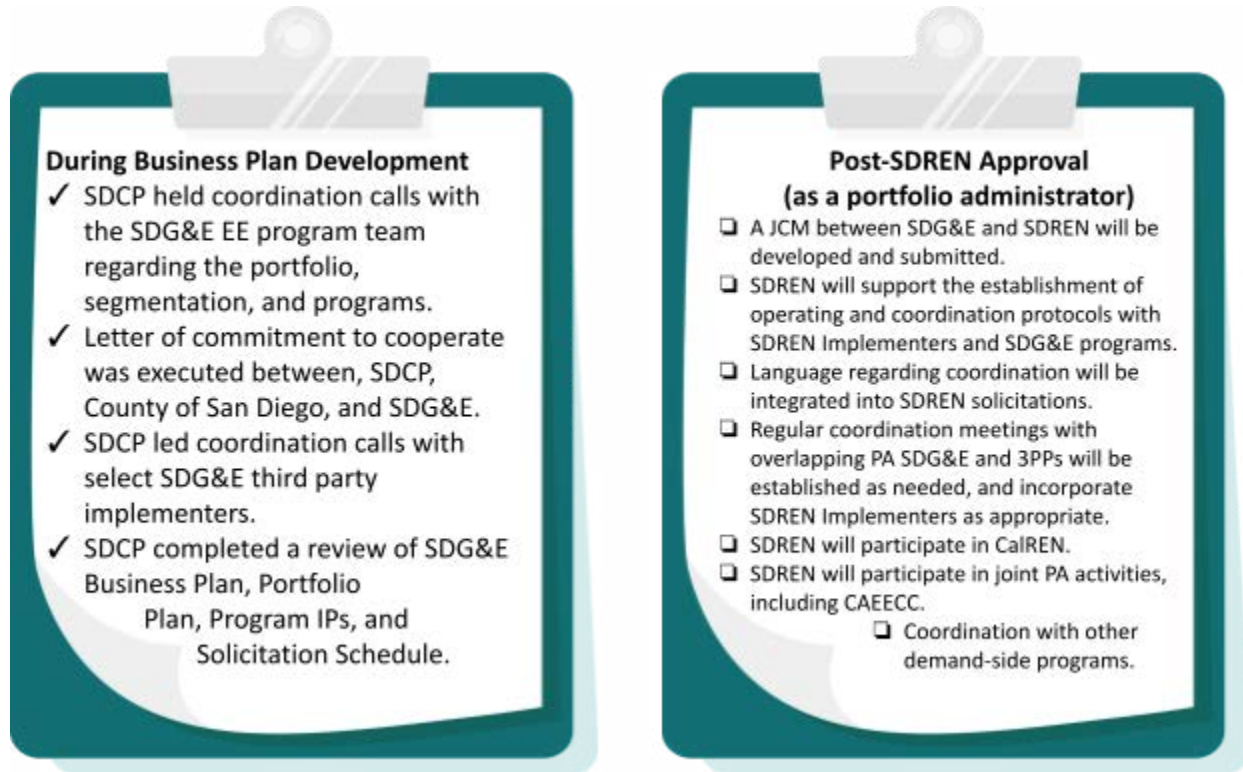 During Business Plan Development
✓ SDCP held coordination calls with
the SDG&E EE program team
regarding the portfolio,
segmentation, and programs.
✓ Letter of commitment to cooperate
was executed between, SDCP,
County of San Diego, and SDG&E.
✓ SDCP led coordination calls with
select SDG&E third party
implementers.
✓ SDCP completed a review of SDG&E
Business Plan, Portfolio
Plan, Program IPs, and
Solicitation Schedule.
Post-SDREN Approval
(as a portfolio administrator)
❑ A JCM between SDG&E and SDREN will be
developed and submitted.
❑ SDREN will support the establishment of
operating and coordination protocols with
SDREN Implementers and SDG&E programs.
❑ Language regarding coordination will be
integrated into SDREN solicitations.
❑ Regular coordination meetings with
overlapping PA SDG&E and 3PPs will be
established as needed, and incorporate
SDREN Implementers as appropriate.
❑ SDREN will participate in CalREN.
❑ SDREN will participate in joint PA activities,
including CAEECC.
❑ Coordination with other
demand-side programs.